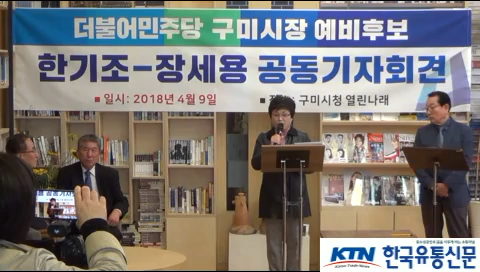 더불어민주당 구미시장 예비후보
한기조-장세용 공동기자회견
■ 일시: 2018년 4월 9일 ■ 구미시청 열린나래
KTN 한국유통신문